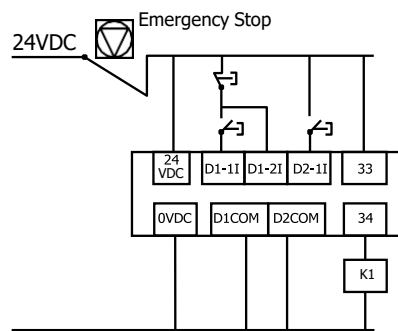 Emergency Stop
24VDC
24 VDC D1-1I D1-2I D2-1I 33
0VDC D1COM D2COM 34
K1